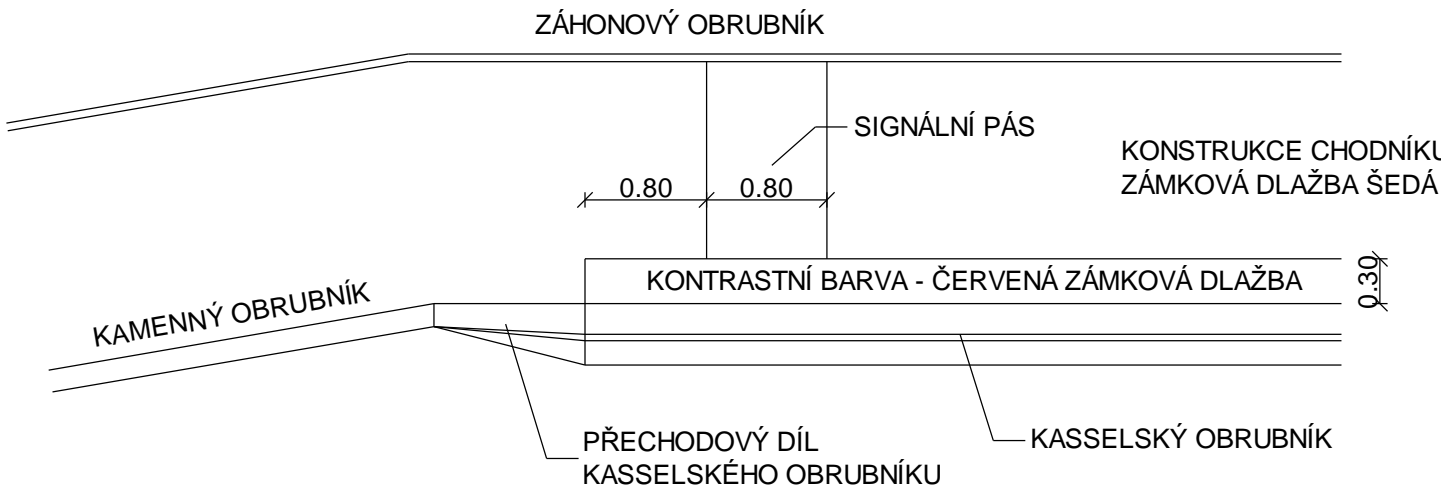 ZÁHONOVÝ OBRUBNÍK
SIGNÁLNÍ PÁS
KONSTRUKCE CHODNÍKU
ZÁMKOVÁ DLAŽBA ŠEDÁ
0.80
0.80
KONTRASTNÍ BARVA - ČERVENÁ ZÁMKOVÁ DLAŽBA
0.30
KAMENNÝ OBRUBNÍK
PŘECHODOVÝ DÍL
KASSELSKÉHO OBRUBNÍKU
KASSELSKÝ OBRUBNÍK